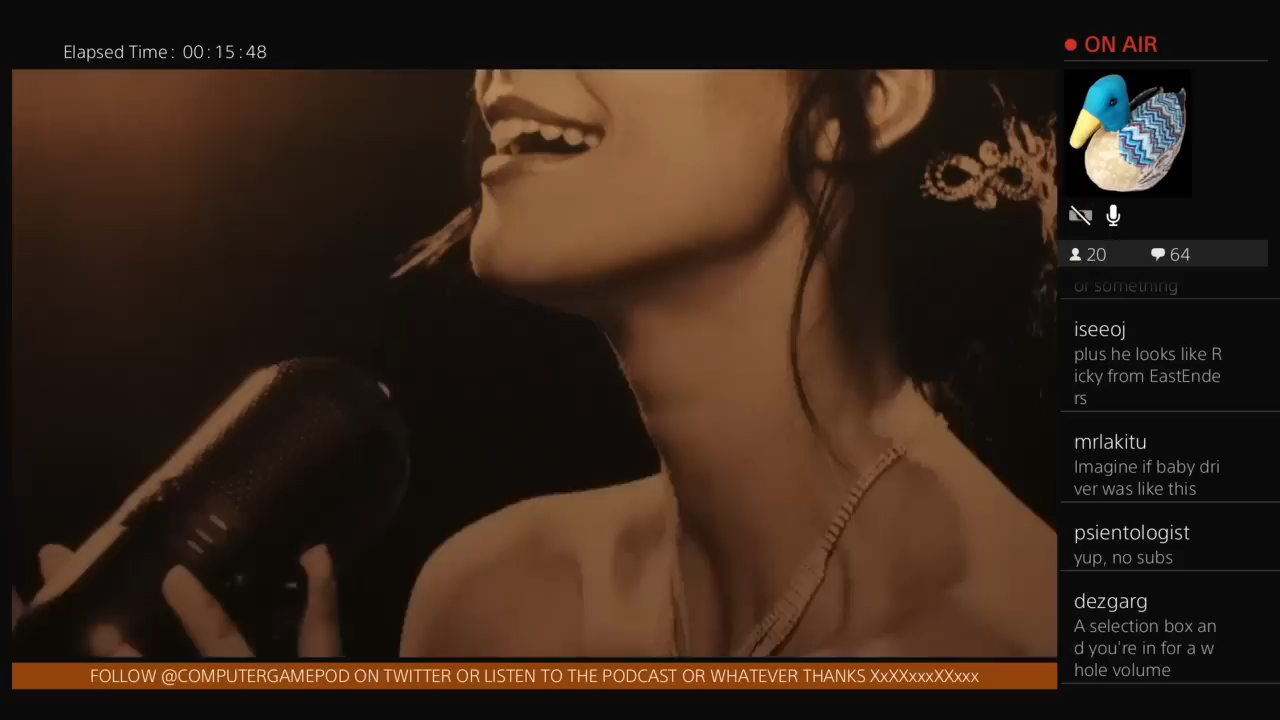 Elapsed Time: 00:15:48
ON AIR
20 64
or something
iseeoj
plus he looks like R
icky from EastEnde
rs
mrlakitu
Imagine if baby dri
ver was like this
psientologist
yup, no subs
dezgarg
A selection box an
d you're in for a w
hole volume
FOLLOW @COMPUTERGAMEPOD ON TWITTER OR LISTEN TO THE PODCAST OR WHATEVER THANKS XxXXxxxXXxxx